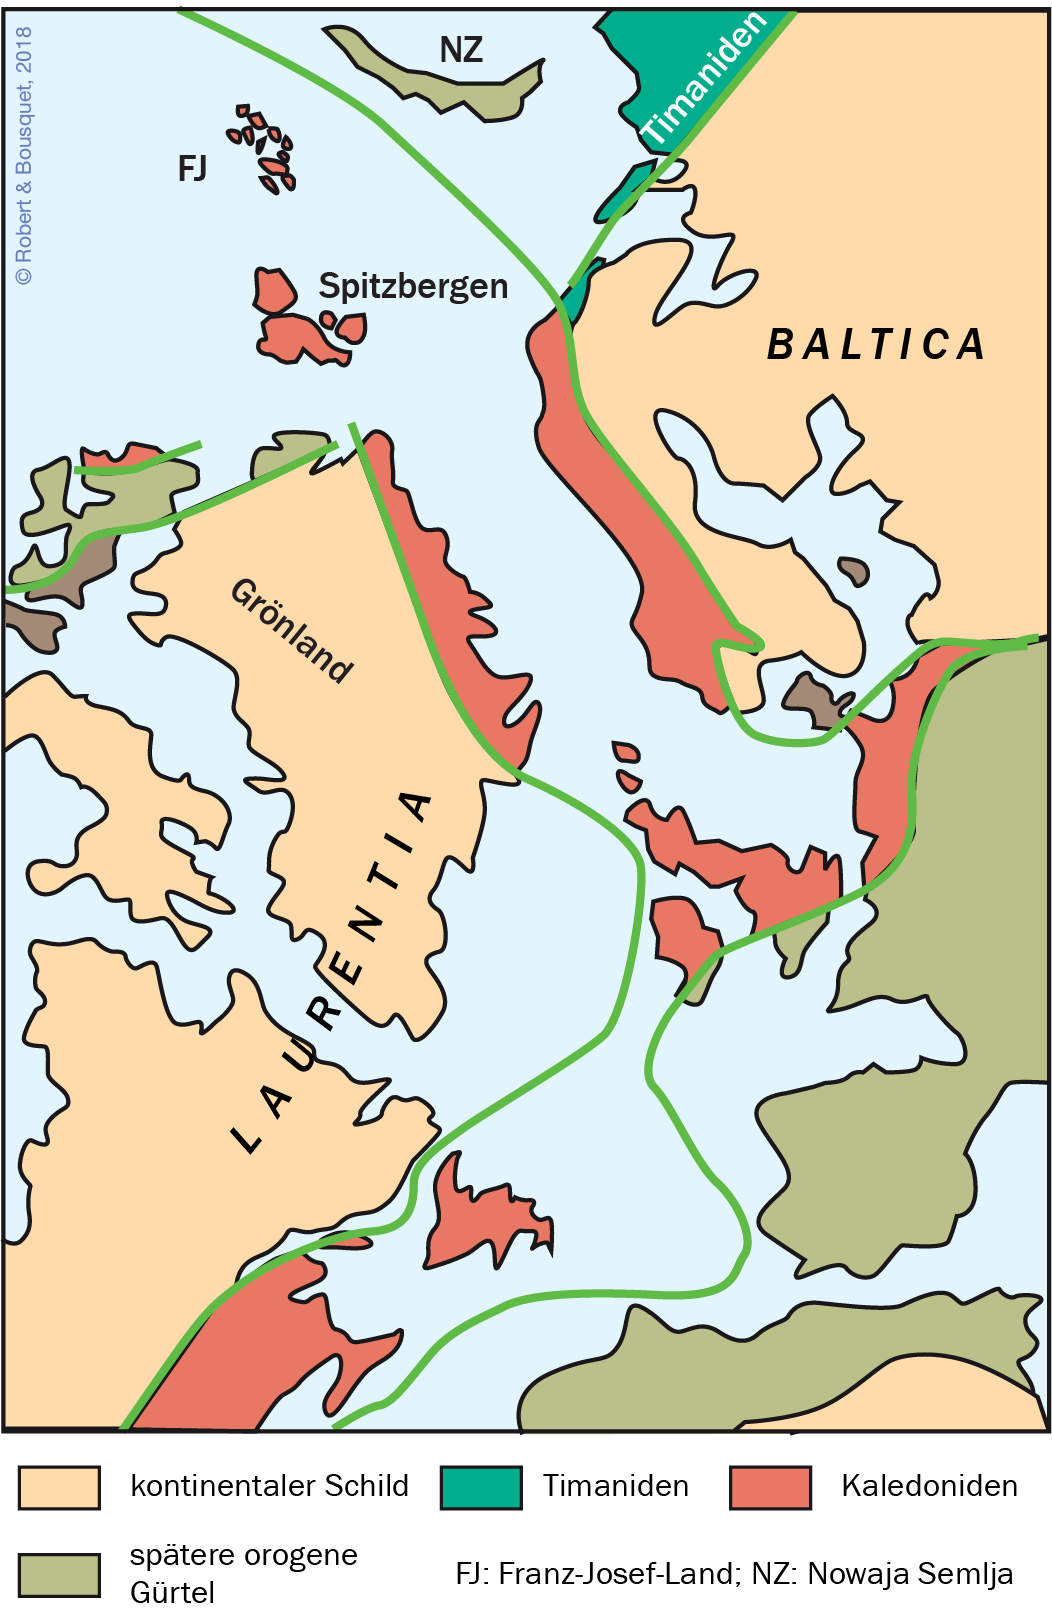 © Robert & Bousquet, 2018
NZ
Timaniden
FJ
Spitzbergen
BALTICA
Grönland
LAURENTIA
kontinentaler Schild
Timaniden
Kaledoniden
spätere orogene
Gürtel
FJ: Franz-Josef-Land; NZ: Nowaja Semlja